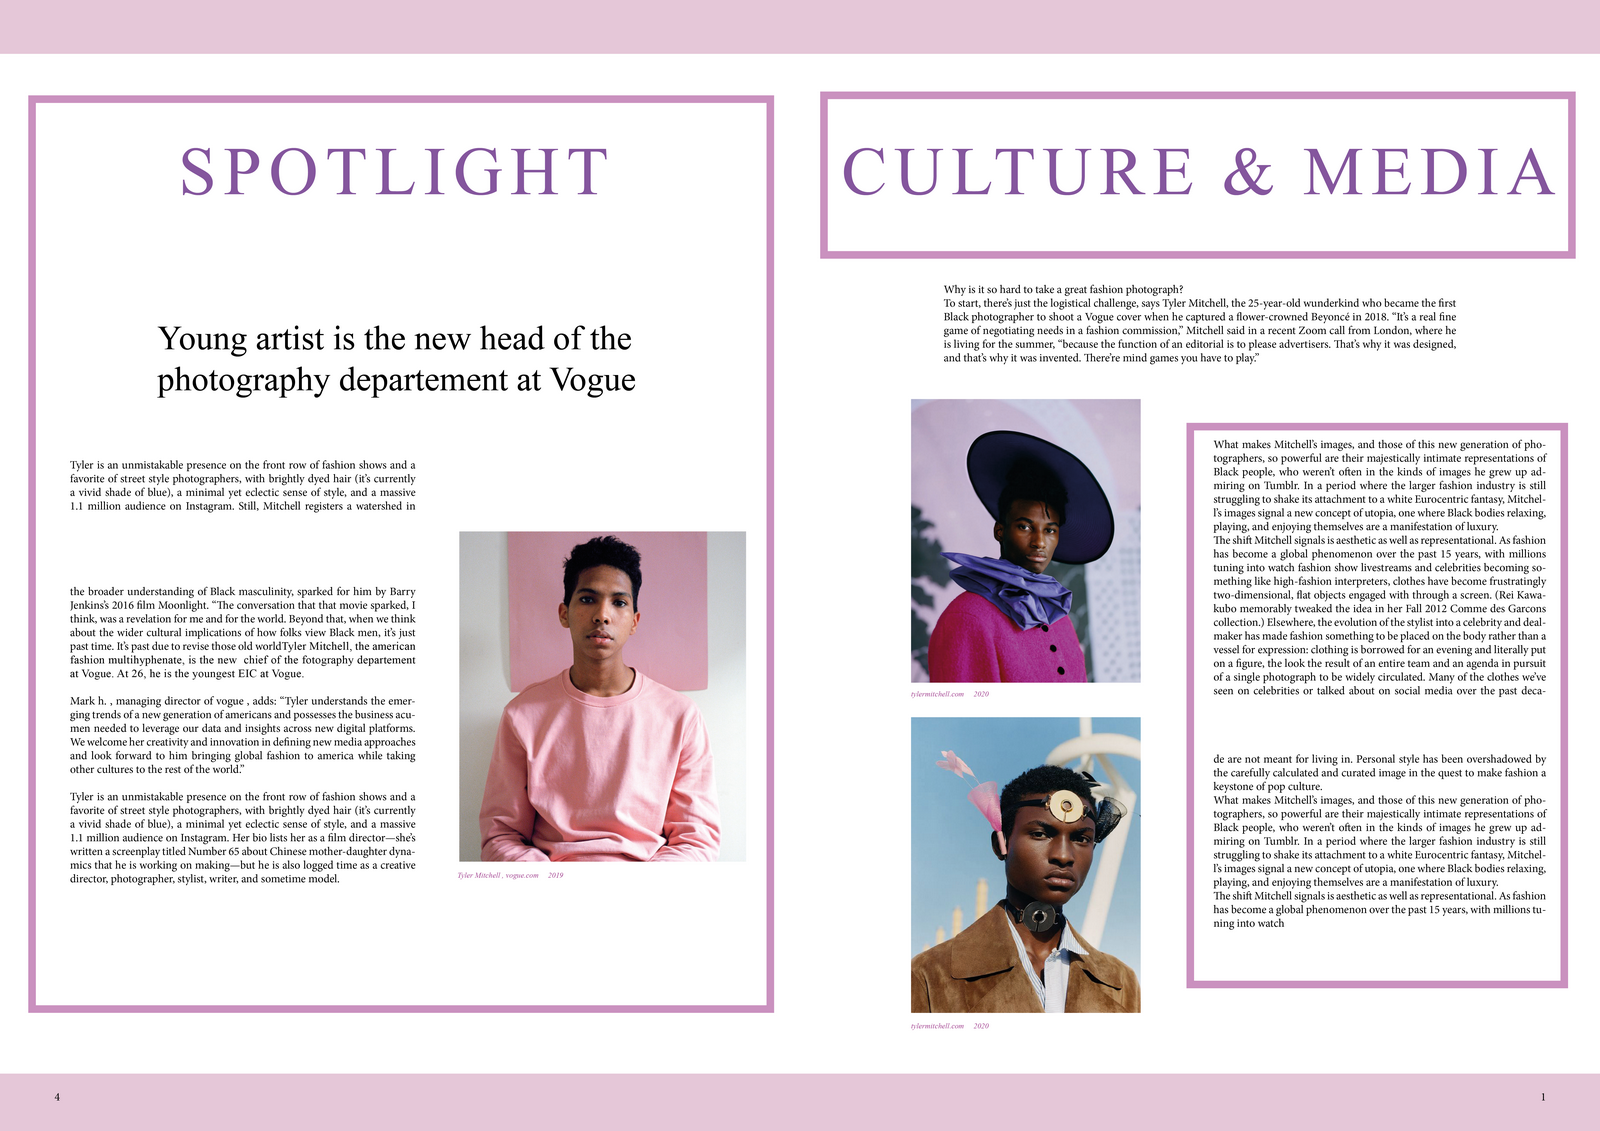 SPOTLIGHT
Young artist is the new head of the
photography departement at Vogue
Tyler is an unmistakable presence on the front row of fashion shows and a
favorite of street style photographers, with brightly dyed hair (it's currently
a vivid shade of blue), a minimal yet eclectic sense of style, and a massive
1.1 million audience on Instagram. Still, Mitchell registers a watershed in
the broader understanding of Black masculinity, sparked for him by Barry
Jenkins's 2016 film Moonlight. “The conversation that that movie sparked, I
think, was a revelation for me and for the world. Beyond that, when we think
about the wider cultural implications of how folks view Black men, it's just
past time. It's past due to revise those old worldTyler Mitchell, the american
fashion multihyphenate, is the new chief of the fotography departement
at Vogue. At 26, he is the youngest EIC at Vogue.
Mark h. , managing director of vogue , adds: “Tyler understands the emer-
ging trends of a new generation of americans and possesses the business acu-
men needed to leverage our data and insights across new digital platforms.
We welcome her creativity and innovation in defining new media approaches
and look forward to him bringing global fashion to america while taking
other cultures to the rest of the world.”
Tyler is an unmistakable presence on the front row of fashion shows and a
favorite of street style photographers, with brightly dyed hair (it's currently
a vivid shade of blue), a minimal yet eclectic sense of style, and a massive
1.1 million audience on Instagram. Her bio lists her as a film director—she's
written a screenplay titled Number 65 about Chinese mother-daughter dyna-
mics that he is working on making—but he is also logged time as a creative
director, photographer, stylist, writer, and sometime model.
Tyler Mitchell , vogue.com 2019
4
CULTURE & MEDIA
Why is it so hard to take a great fashion photograph?
To start, there's just the logistical challenge, says Tyler Mitchell, the 25-year-old wunderkind who became the first
Black photographer to shoot a Vogue cover when he captured a flower-crowned Beyoncé in 2018. “It's a real fine
game of negotiating needs in a fashion commission,” Mitchell said in a recent Zoom call from London, where he
is living for the summer, “because the function of an editorial is to please advertisers. That's why it was designed,
and that's why it was invented. There're mind games you have to play.”
tylermitchell.com 2020
tylermitchell.com 2020
What makes Mitchell's images, and those of this new generation of pho-
tographers, so powerful are their majestically intimate representations of
Black people, who weren't often in the kinds of images he grew up ad-
miring on Tumblr. In a period where the larger fashion industry is still
struggling to shake its attachment to a white Eurocentric fantasy, Mitchel-
l's images signal a new concept of utopia, one where Black bodies relaxing,
playing, and enjoying themselves are a manifestation of luxury.
The shift Mitchell signals is aesthetic as well as representational. As fashion
has become a global phenomenon over the past 15 years, with millions
tuning into watch fashion show livestreams and celebrities becoming so-
mething like high-fashion interpreters, clothes have become frustratingly
two-dimensional, flat objects engaged with through a screen. (Rei Kawa-
kubo memorably tweaked the idea in her Fall 2012 Comme des Garcons
collection.) Elsewhere, the evolution of the stylist into a celebrity and deal-
maker has made fashion something to be placed on the body rather than a
vessel for expression: clothing is borrowed for an evening and literally put
on a figure, the look the result of an entire team and an agenda in pursuit
of a single photograph to be widely circulated. Many of the clothes we've
seen on celebrities or talked about on social media over the past deca-
de are not meant for living in. Personal style has been overshadowed by
the carefully calculated and curated image in the quest to make fashion a
keystone of pop culture.
What makes Mitchell's images, and those of this new generation of pho-
tographers, so powerful are their majestically intimate representations of
Black people, who weren't often in the kinds of images he grew up ad-
miring on Tumblr. In a period where the larger fashion industry is still
struggling to shake its attachment to a white Eurocentric fantasy, Mitchel-
l's images signal a new concept of utopia, one where Black bodies relaxing,
playing, and enjoying themselves are a manifestation of luxury.
The shift Mitchell signals is aesthetic as well as representational. As fashion
has become a global phenomenon over the past 15 years, with millions tu-
ning into watch
1